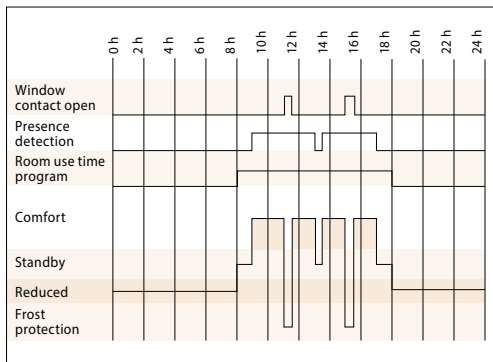 0 h
2 h
4 h
6 h
8 h
10 h
12 h
14 h
16 h
18 h
20 h
22 h
24 h
Window
contact open
Presence
detection
Room use time
program
Comfort
Standby
Reduced
Frost
protection